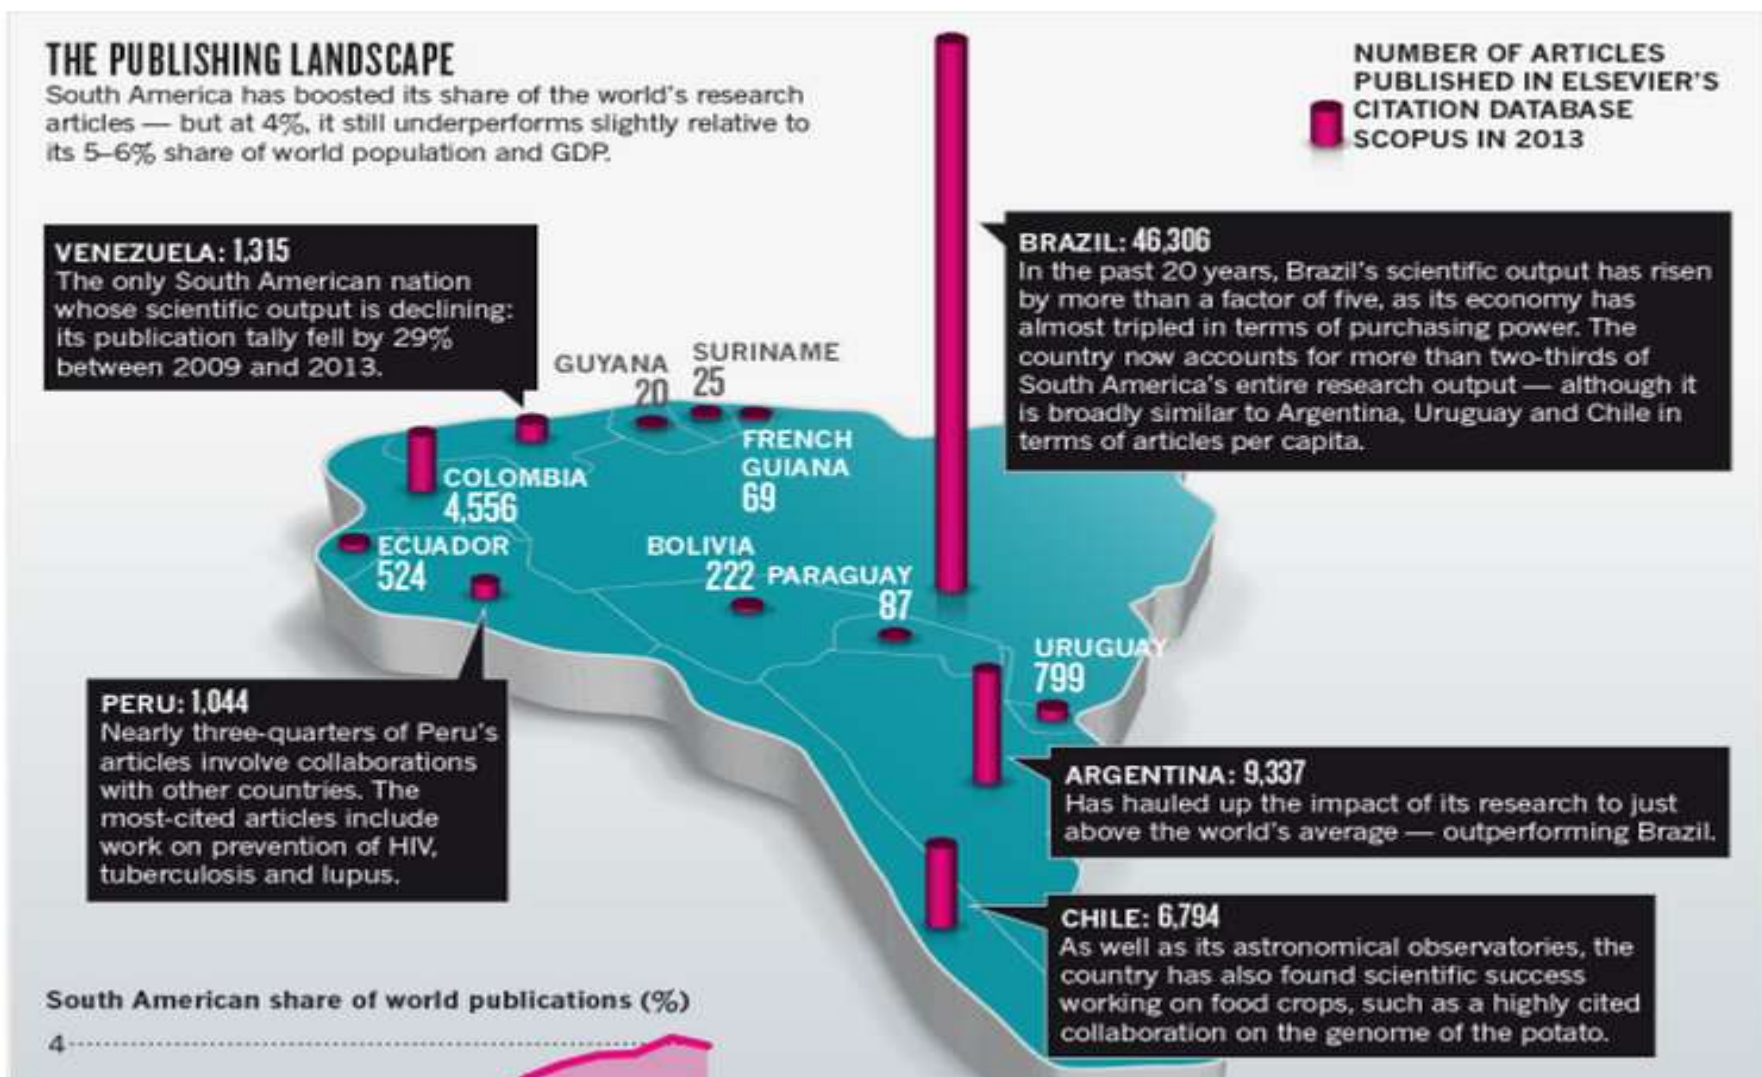 THE PUBLISHING LANDSCAPE
South America has boosted its share of the world's research
articles — but at 4%, it still underperforms slightly relative to
its 5–6% share of world population and GDP.
NUMBER OF ARTICLES
PUBLISHED IN ELSEVIER'S
CITATION DATABASE
SCOPUS IN 2013
VENEZUELA: 1,315
The only South American nation
whose scientific output is declining:
its publication tally fell by 29%
between 2009 and 2013.
BRAZIL: 46,306
In the past 20 years, Brazil's scientific output has risen
by more than a factor of five, as its economy has
almost tripled in terms of purchasing power. The
country now accounts for more than two-thirds of
South America's entire research output — although it
is broadly similar to Argentina, Uruguay and Chile in
terms of articles per capita.
GUYANA
20
SURINAME
25
FRENCH
GUIANA
69
COLOMBIA
4,556
ECUADOR
524
BOLIVIA
222
PARAGUAY
87
URUGUAY
799
PERU: 1,044
Nearly three-quarters of Peru's
articles involve collaborations
with other countries. The
most-cited articles include
work on prevention of HIV,
tuberculosis and lupus.
ARGENTINA: 9,337
Has hauled up the impact of its research to just
above the world's average — outperforming Brazil.
CHILE: 6,794
As well as its astronomical observatories, the
country has also found scientific success
working on food crops, such as a highly cited
collaboration on the genome of the potato.
South American share of world publications (%)
4